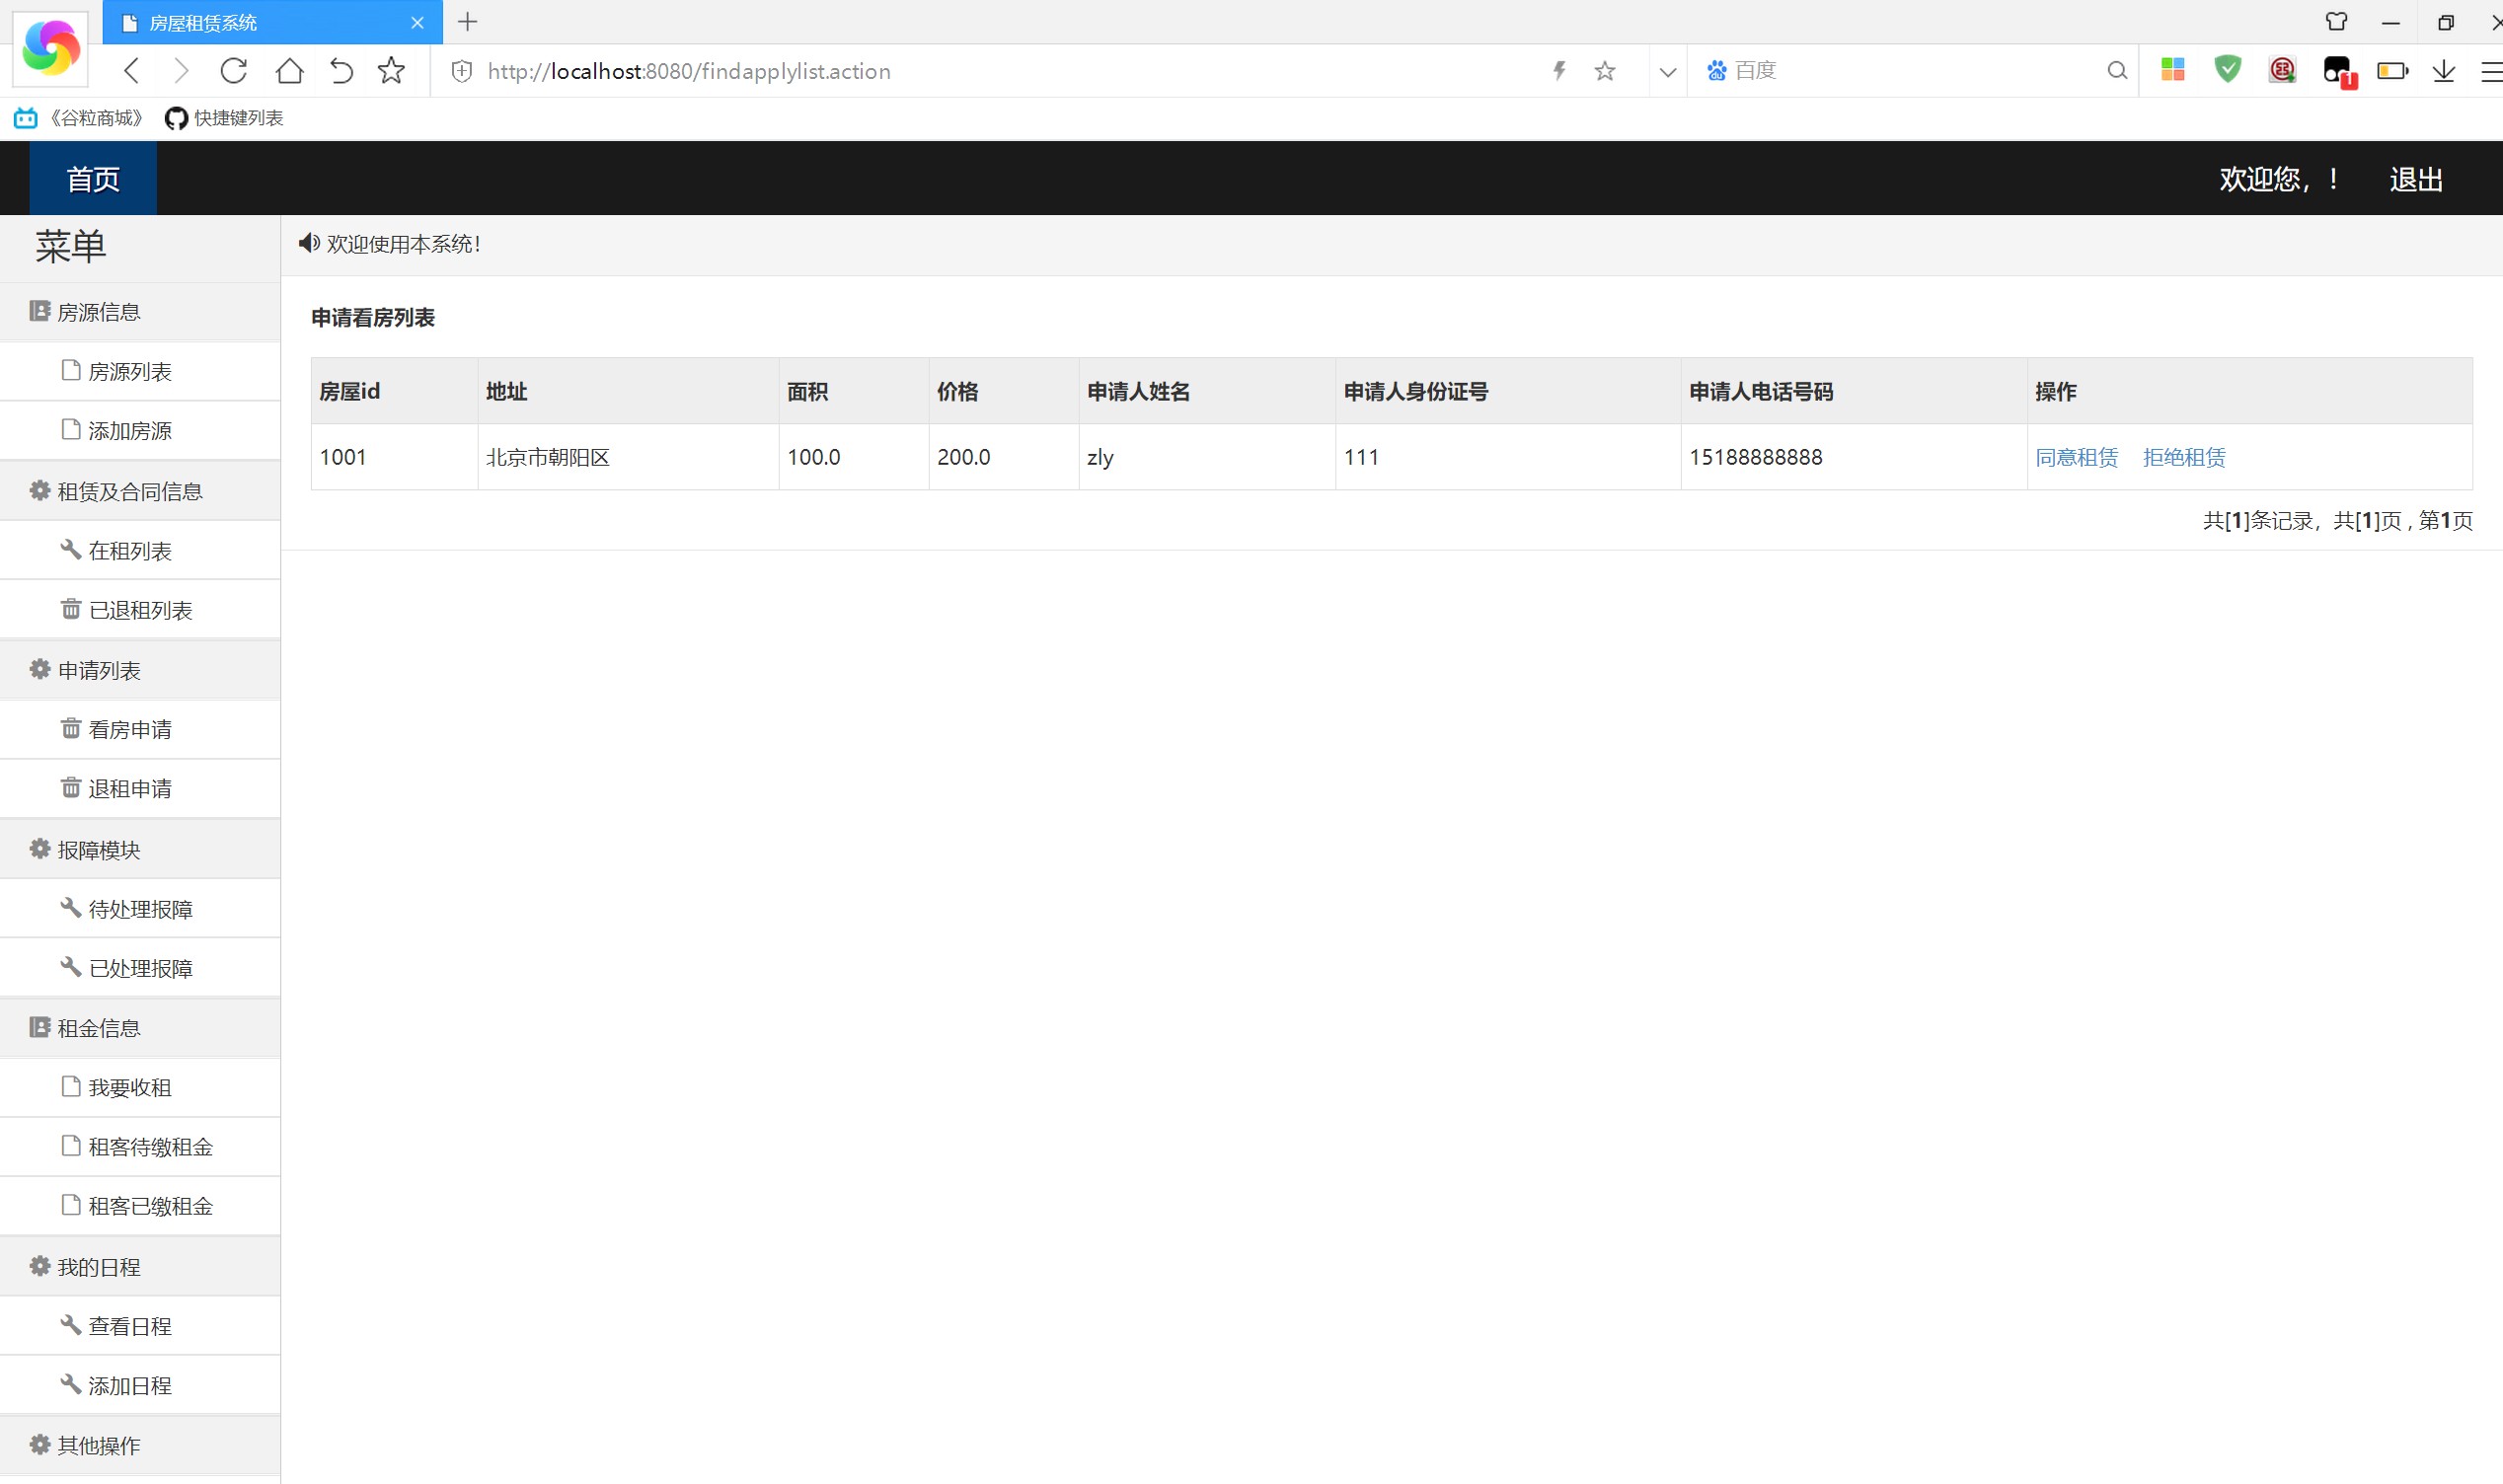 房屋租赁系统
http://localhost:8080/findapplylist.action
百度
1
《谷粒商城》 快捷键列表
首页 欢迎您，！ 退出
菜单
欢迎使用本系统!
房源信息
房源列表
添加房源
租赁及合同信息
在租列表
已退租列表
申请列表
看房申请
退租申请
报障模块
待处理报障
已处理报障
租金信息
我要收租
租客待缴租金
租客已缴租金
我的日程
查看日程
添加日程
其他操作
申请看房列表
房屋id 地址 面积 价格 申请人姓名 申请人身份证号 申请人电话号码 操作
1001 北京市朝阳区 100.0 200.0 zly 111 15188888888 同意租赁 拒绝租赁
共[1]条记录，共[1]页 , 第1页